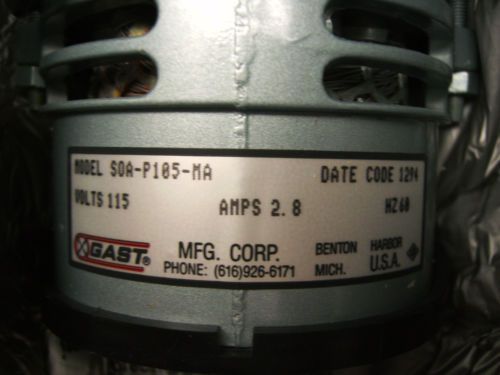 MODEL SOA-P105-MA DATE CODE 1294
VOLTS 115 AMPS 2.8 HZ 60
GAST® MFG. CORP. BENTON HARBOR
PHONE: (616)926-6171 MICH. U.S.A.